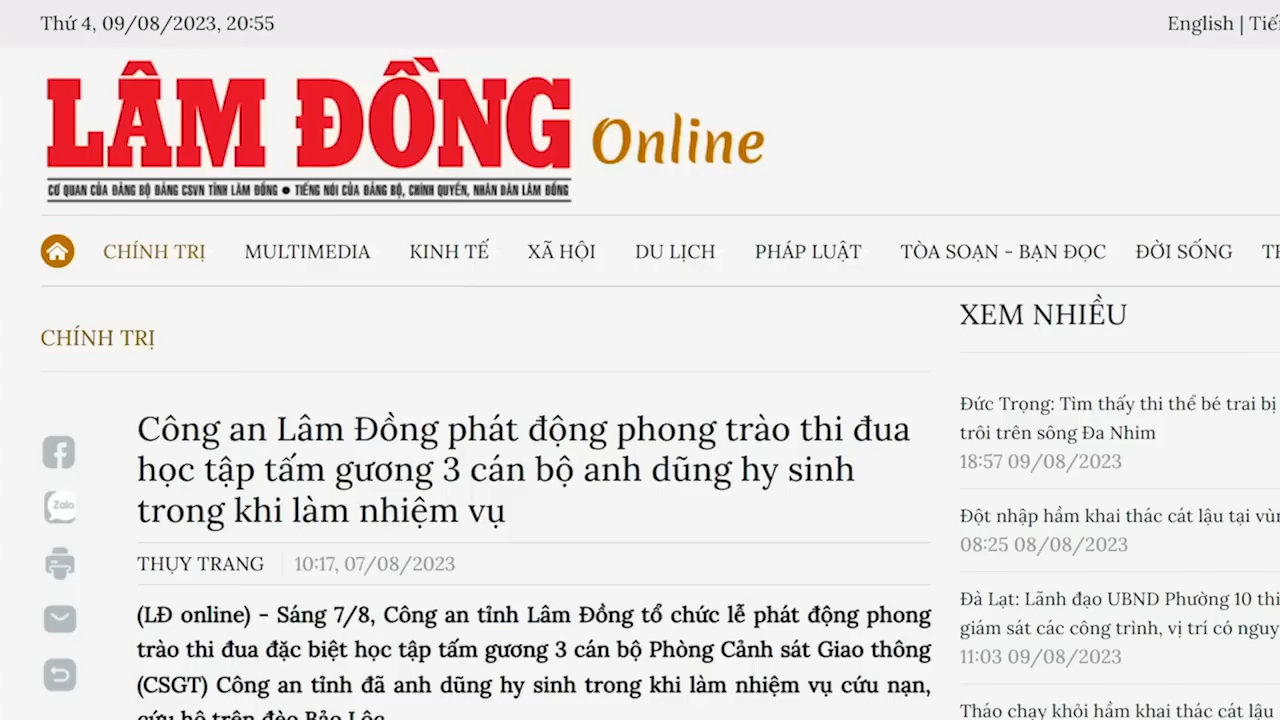 Thứ 4, 09/08/2023, 20:55
English | Tiế
LÂM ĐỒNG Online
CƠ QUAN CỦA ĐẢNG BỘ ĐẢNG CSVN TỈNH LÂM ĐỒNG ● TIẾNG NÓI CỦA ĐẢNG BỘ, CHÍNH QUYỀN, NHÂN DÂN LÂM ĐỒNG
CHÍNH TRỊ MULTIMEDIA KINH TẾ XÃ HỘI DU LỊCH PHÁP LUẬT TÒA SOẠN - BẠN ĐỌC ĐỜI SỐNG
CHÍNH TRỊ
Công an Lâm Đồng phát động phong trào thi đua
học tập tấm gương 3 cán bộ anh dũng hy sinh
trong khi làm nhiệm vụ
THỤY TRANG 10:17, 07/08/2023
(LĐ online) - Sáng 7/8, Công an tỉnh Lâm Đồng tổ chức lễ phát động phong
trào thi đua đặc biệt học tập tấm gương 3 cán bộ Phòng Cảnh sát Giao thông
(CSGT) Công an tỉnh đã anh dũng hy sinh trong khi làm nhiệm vụ cứu nạn,
cứu hộ trên đèo Bảo Lộc
Zalo
XEM NHIỀU
Đức Trọng: Tìm thấy thi thể bé trai bị
trôi trên sông Đa Nhim
18:57 09/08/2023
Đột nhập hầm khai thác cát lậu tại vùn
08:25 08/08/2023
Đà Lạt: Lãnh đạo UBND Phường 10 thi
giám sát các công trình, vị trí có nguy
11:03 09/08/2023
Tháo chạy khỏi hầm khai thác cát lậu